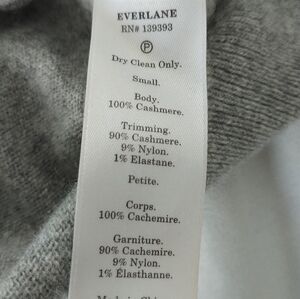 EVERLANE
RN# 139393
P
Dry Clean Only.
Small.
Body.
100% Cashmere.
Trimming.
90% Cashmere.
9% Nylon.
1% Elastane.
Petite.
Corps.
100% Cachemire.
Garniture.
90% Cachemire.
9% Nylon.
1% Élasthanne.